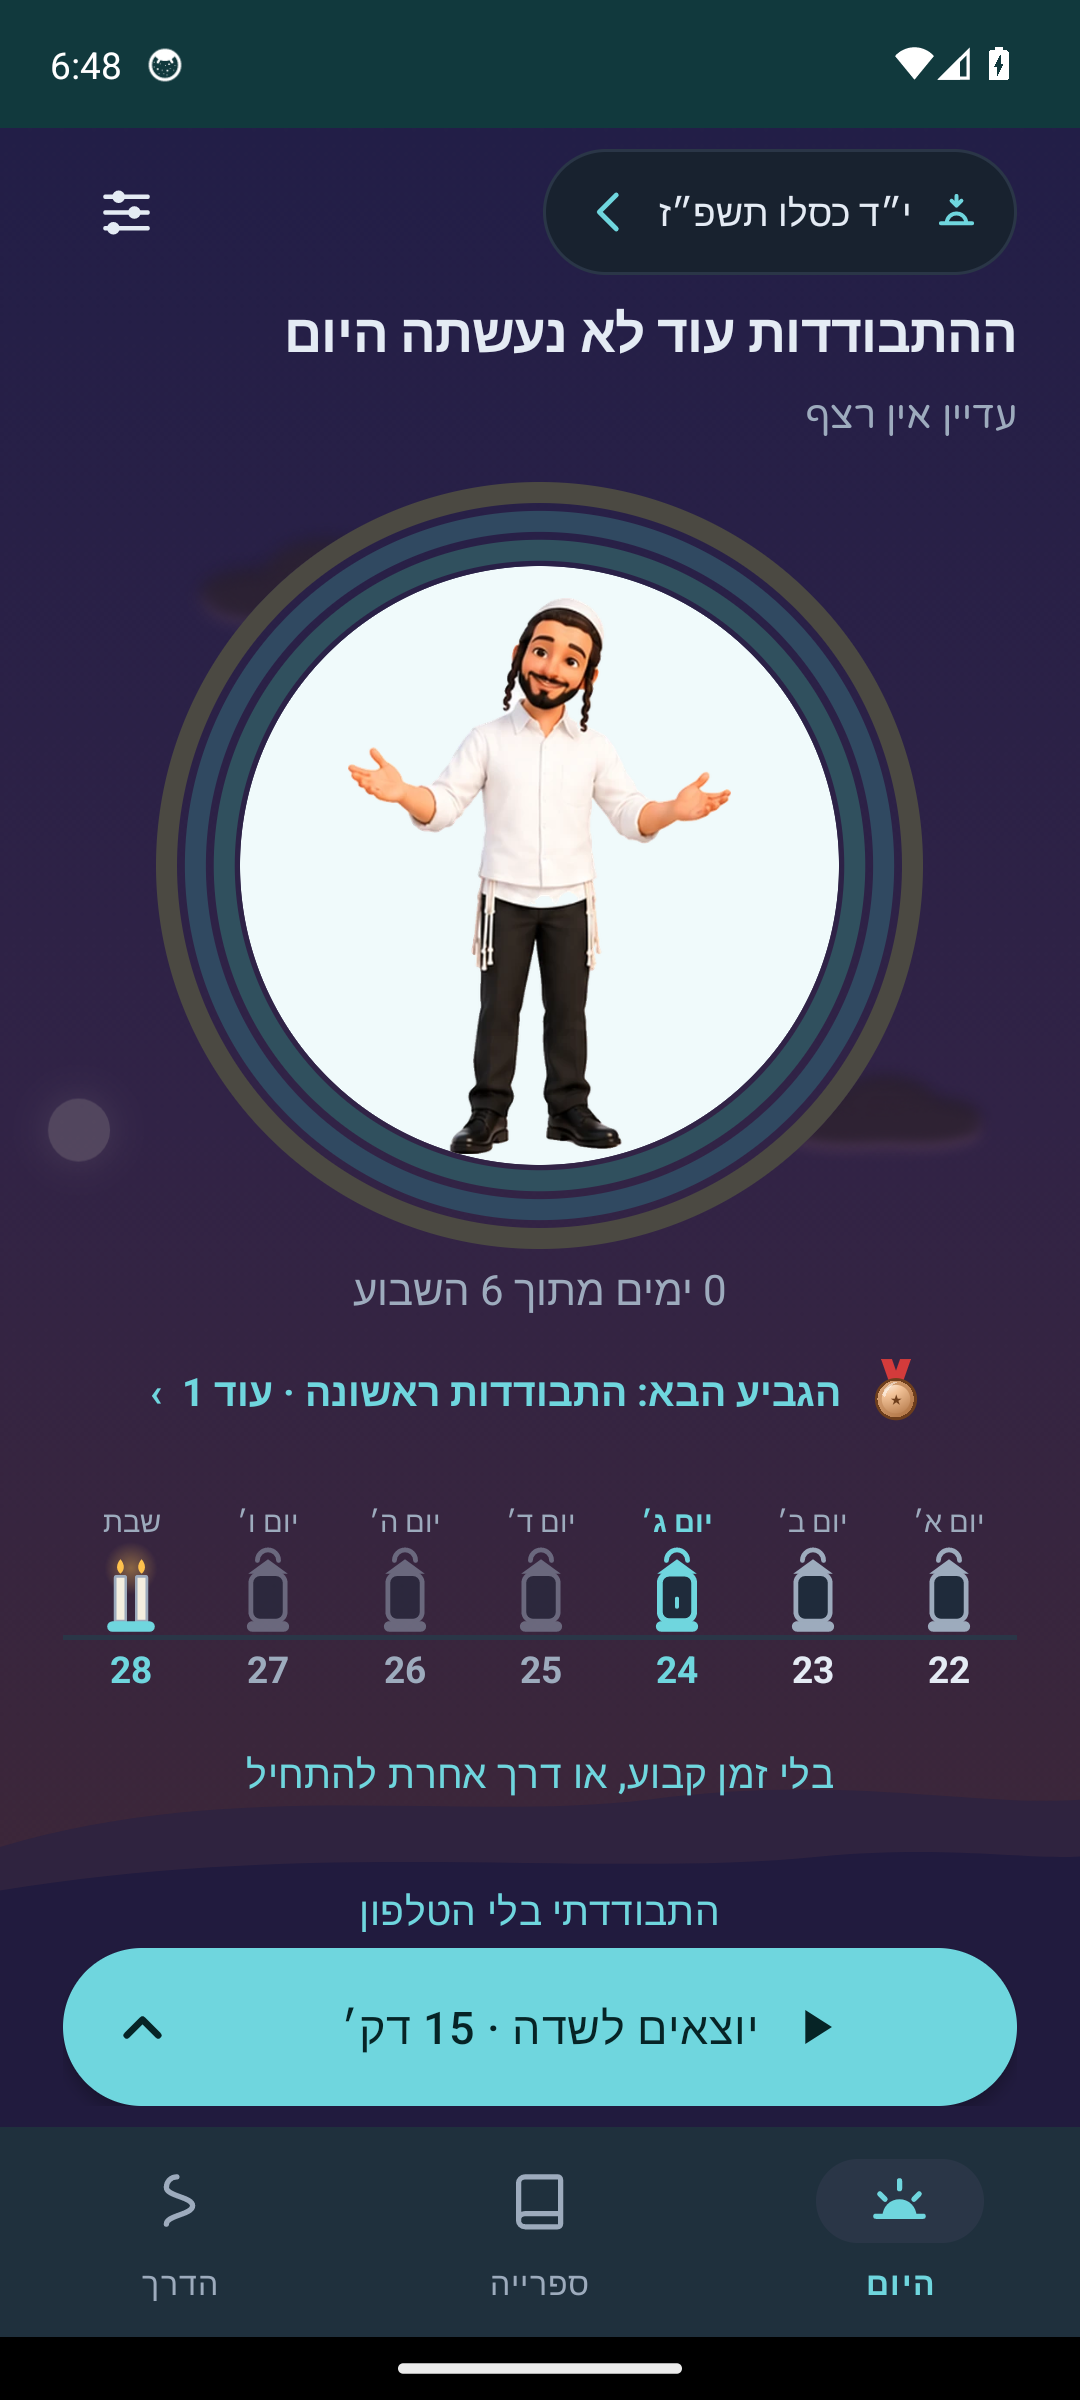 6:48
י״ד כסלו תשפ״ז
ההתבודדות עוד לא נעשתה היום
עדיין אין רצף
0 ימים מתוך 6 השבוע
הגביע הבא: התבודדות ראשונה · עוד 1 ›
יום א׳ יום ב׳ יום ג׳ יום ד׳ יום ה׳ יום ו׳ שבת
22 23 24 25 26 27 28
בלי זמן קבוע, או דרך אחרת להתחיל
התבודדתי בלי הטלפון
יוצאים לשדה · 15 דק׳
היום ספרייה הדרך